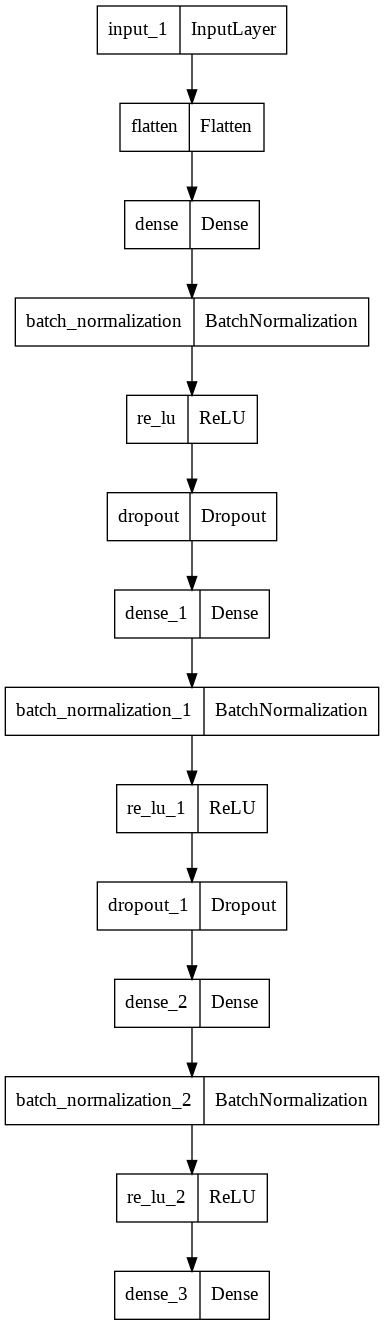 input_1 InputLayer
flatten Flatten
dense Dense
batch_normalization BatchNormalization
re_lu ReLU
dropout Dropout
dense_1 Dense
batch_normalization_1 BatchNormalization
re_lu_1 ReLU
dropout_1 Dropout
dense_2 Dense
batch_normalization_2 BatchNormalization
re_lu_2 ReLU
dense_3 Dense